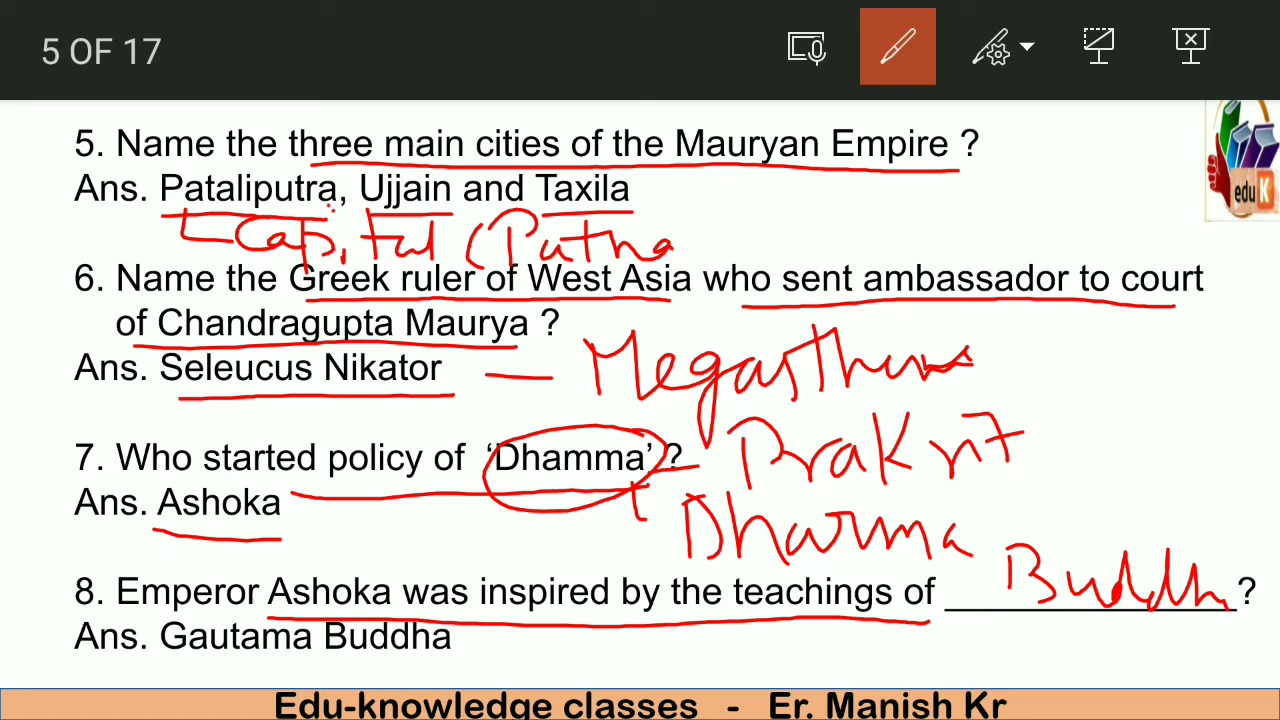 5 OF 17
5. Name the three main cities of the Mauryan Empire ?
Ans. Pataliputra, Ujjain and Taxila
Capital (Patna
6. Name the Greek ruler of West Asia who sent ambassador to court
of Chandragupta Maurya ?
Ans. Seleucus Nikator
7. Who started policy of ‘Dhamma’ ?
Prakrit
Ans. Ashoka
Dharma
8. Emperor Ashoka was inspired by the teachings of ______________ ?
Buddh
Ans. Gautama Buddha
edu K
Edu-knowledge classes - Er. Manish Kr